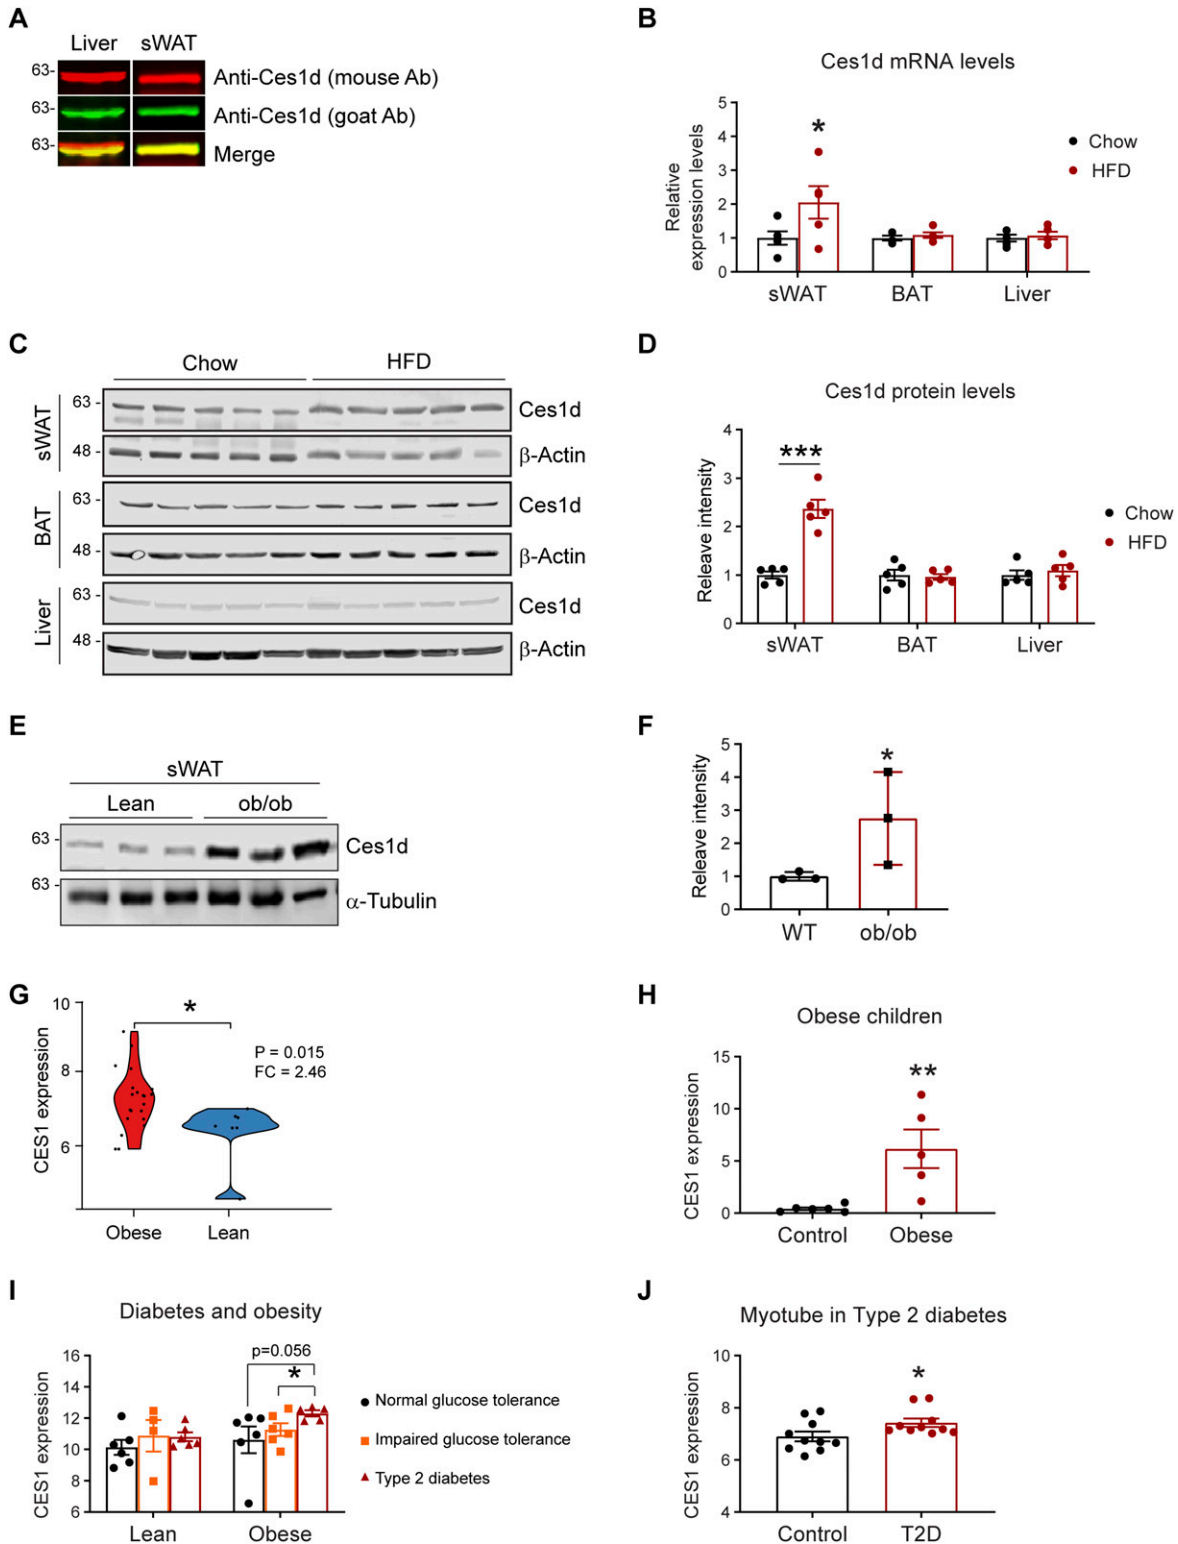 A
Liver sWAT
63- Anti-Ces1d (mouse Ab)
63- Anti-Ces1d (goat Ab)
63- Merge
B
Ces1d mRNA levels
Relative
expression levels
5
4
3
2
1
0
*
sWAT BAT Liver
Chow
HFD
C
Chow HFD
sWAT
63 - Ces1d
48 - β-Actin
BAT
63 - Ces1d
48 - β-Actin
Liver
63 - Ces1d
48 - β-Actin
D
Ces1d protein levels
Releave intensity
4
3
2
1
0
***
sWAT BAT Liver
Chow
HFD
E
sWAT
Lean ob/ob
63 - Ces1d
63 - α-Tubulin
F
Releave intensity
5
4
3
2
1
0
*
WT ob/ob
G
CES1 expression
10
8
6
*
P = 0.015
FC = 2.46
Obese Lean
H
Obese children
CES1 expression
15
10
5
0
**
Control Obese
I
Diabetes and obesity
CES1 expression
16
14
12
10
8
6
p=0.056
*
Lean Obese
Normal glucose tolerance
Impaired glucose tolerance
Type 2 diabetes
J
Myotube in Type 2 diabetes
CES1 expression
10
8
6
4
*
Control T2D